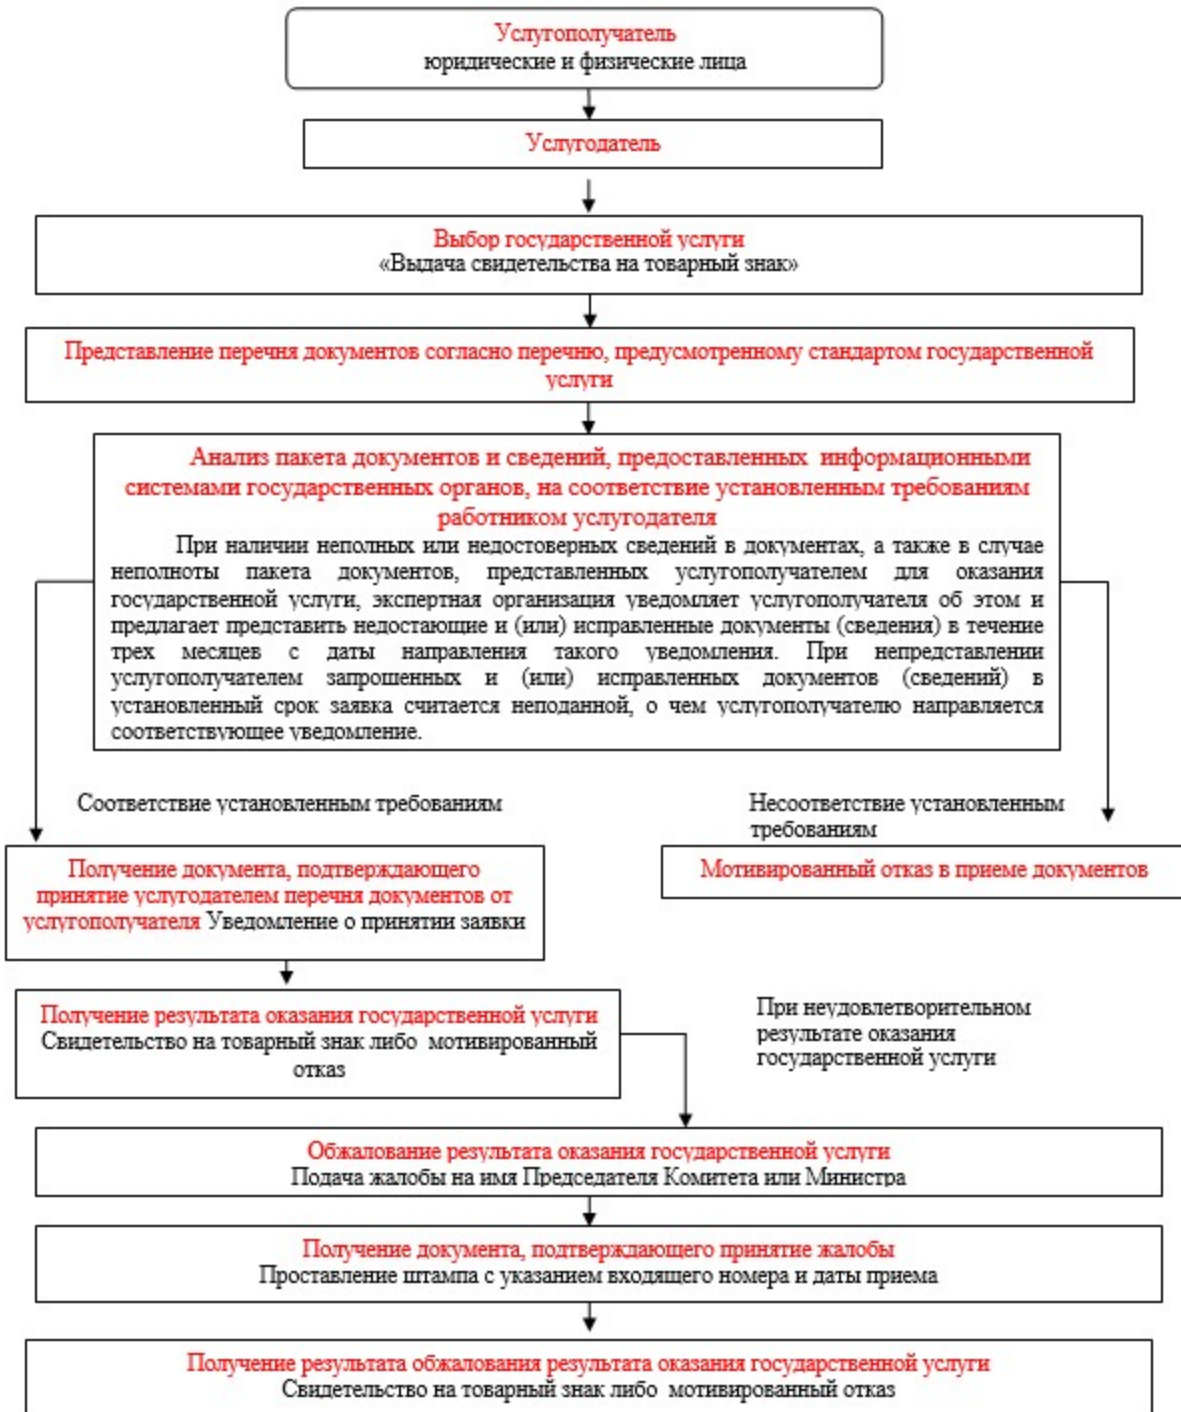 Услугополучатель
юридические и физические лица
Услугодатель
Выбор государственной услуги
«Выдача свидетельства на товарный знак»
Представление перечня документов согласно перечню, предусмотренному стандартом государственной
услуги
Анализ пакета документов и сведений, предоставленных информационными
системами государственных органов, на соответствие установленным требованиям
работником услугодателя
При наличии неполных или недостоверных сведений в документах, а также в случае
неполноты пакета документов, представленных услугополучателем для оказания
государственной услуги, экспертная организация уведомляет услугополучателя об этом и
предлагает представить недостающие и (или) исправленные документы (сведения) в течение
трех месяцев с даты направления такого уведомления. При непредставлении
услугополучателем запрошенных и (или) исправленных документов (сведений) в
установленный срок заявка считается неподанной, о чем услугополучателю направляется
соответствующее уведомление.
Соответствие установленным требованиям
Несоответствие установленным
требованиям
Получение документа, подтверждающего
принятие услугодателем перечня документов от
услугополучателя Уведомление о принятии заявки
Мотивированный отказ в приеме документов
Получение результата оказания государственной услуги
Свидетельство на товарный знак либо мотивированный
отказ
При неудовлетворительном
результате оказания
государственной услуги
Обжалование результата оказания государственной услуги
Подача жалобы на имя Председателя Комитета или Министра
Получение документа, подтверждающего принятие жалобы
Проставление штампа с указанием входящего номера и даты приема
Получение результата обжалования результата оказания государственной услуги
Свидетельство на товарный знак либо мотивированный отказ